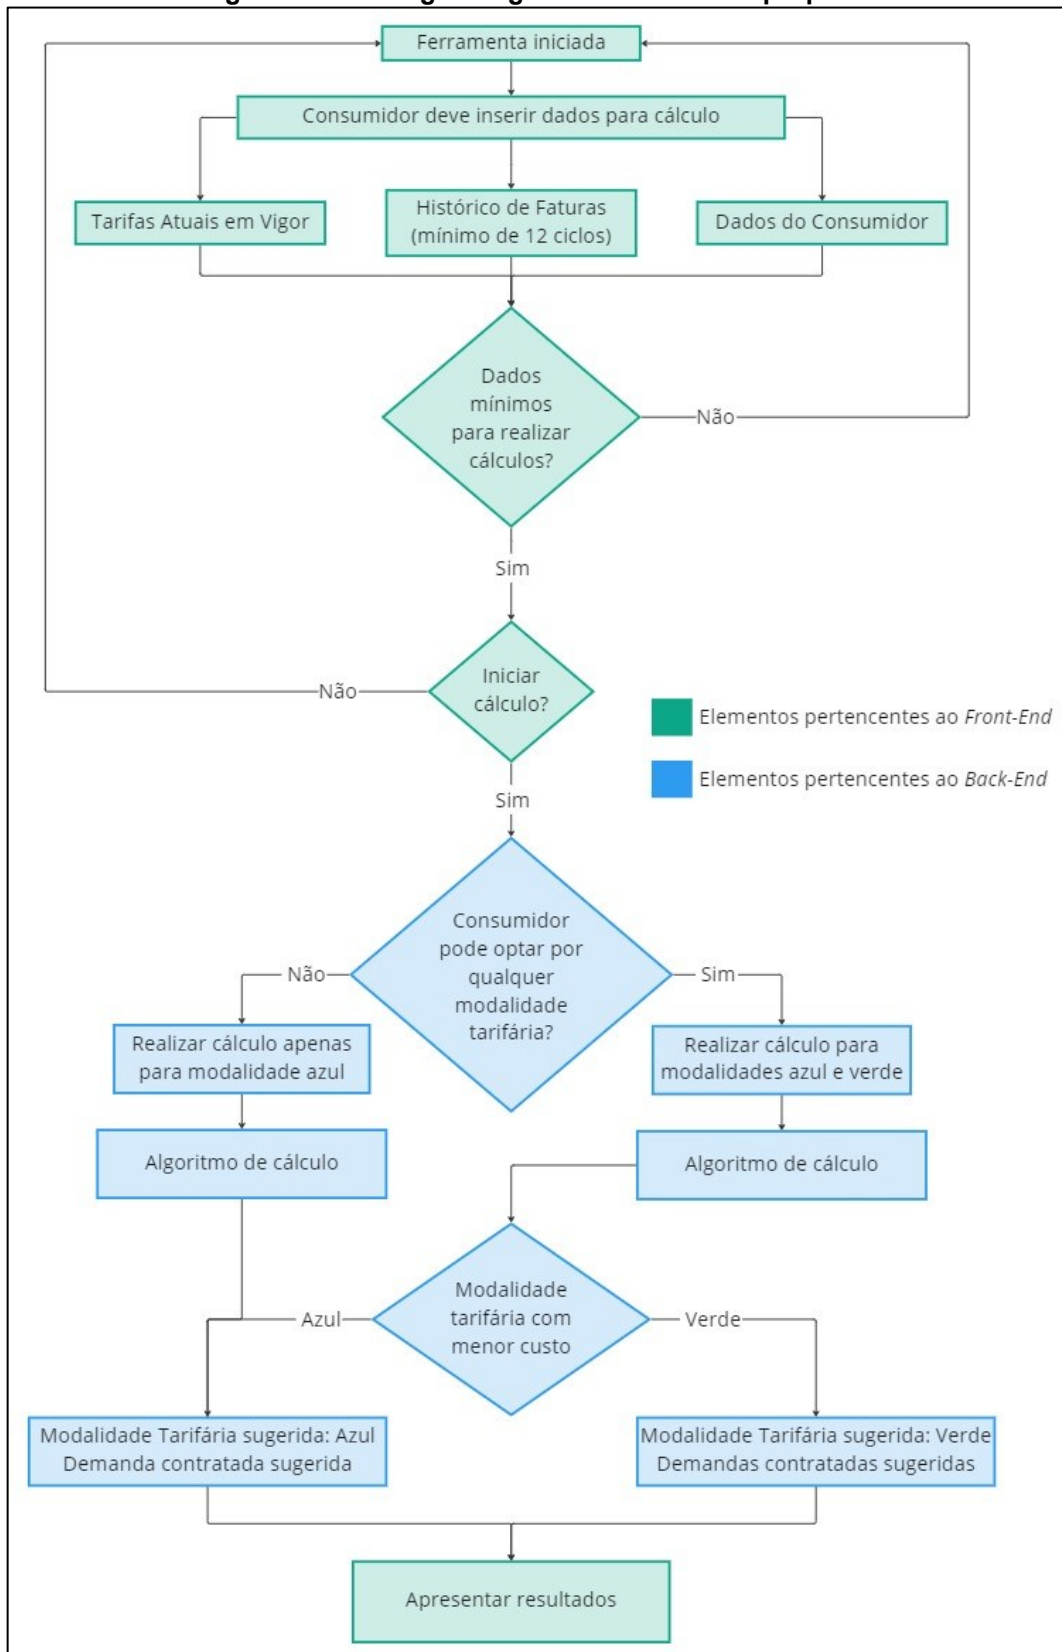 Ferramenta iniciada
Consumidor deve inserir dados para cálculo
Tarifas Atuais em Vigor
Histórico de Faturas
(mínimo de 12 ciclos)
Dados do Consumidor
Dados
mínimos
para realizar
cálculos?
Não
Sim
Iniciar
cálculo?
Não
Elementos pertencentes ao Front-End
Elementos pertencentes ao Back-End
Sim
Consumidor
pode optar por
qualquer
modalidade
tarifária?
Não
Sim
Realizar cálculo apenas
para modalidade azul
Realizar cálculo para
modalidades azul e verde
Algoritmo de cálculo
Algoritmo de cálculo
Modalidade
tarifária com
menor custo
Azul
Verde
Modalidade Tarifária sugerida: Azul
Demanda contratada sugerida
Modalidade Tarifária sugerida: Verde
Demandas contratadas sugeridas
Apresentar resultados